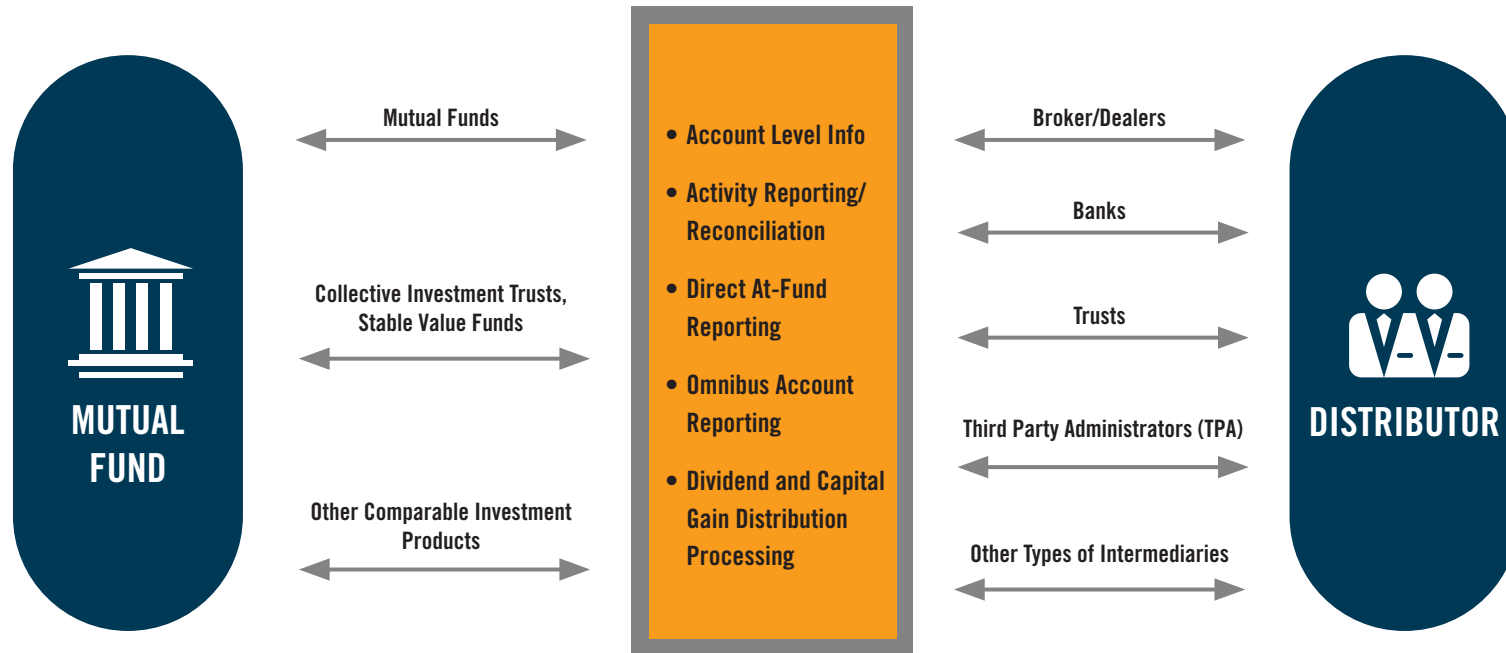 MUTUAL
FUND
Mutual Funds
Collective Investment Trusts,
Stable Value Funds
Other Comparable Investment
Products
• Account Level Info
• Activity Reporting/
Reconciliation
• Direct At-Fund
Reporting
• Omnibus Account
Reporting
• Dividend and Capital
Gain Distribution
Processing
Broker/Dealers
Banks
Trusts
Third Party Administrators (TPA)
Other Types of Intermediaries
DISTRIBUTOR